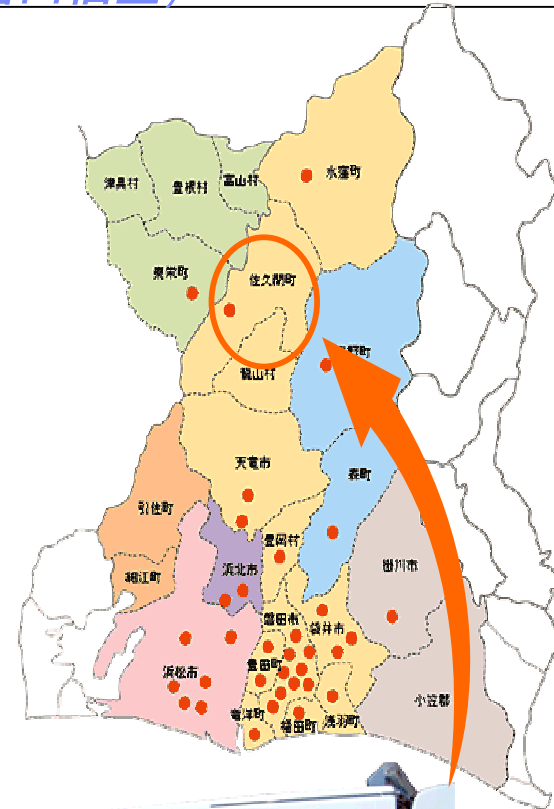 水窪町
富山村
豊根村
津具村
東栄町
佐久間町
龍山村
天竜市
森町
引佐町
豊岡村
掛川市
浜北市
細江町
磐田市
袋井市
豊田町
浜松市
小笠郡
竜洋町
福田町
浅羽町